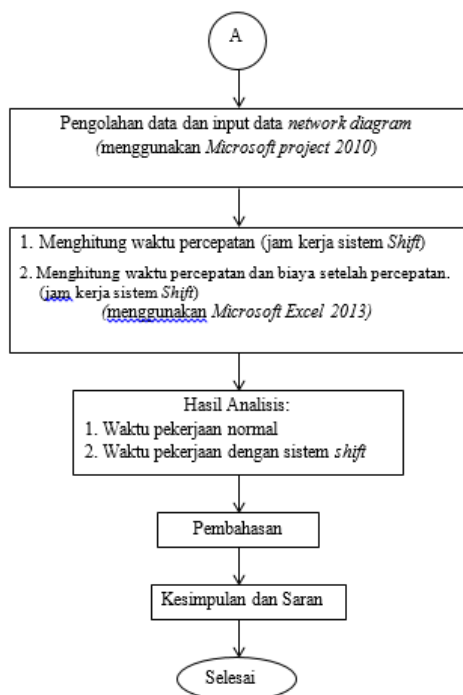 A
Pengolahan data dan input data network diagram
(menggunakan Microsoft project 2010)
1. Menghitung waktu percepatan (jam kerja sistem Shift)
2. Menghitung waktu percepatan dan biaya setelah percepatan.
(jam kerja sistem Shift)
(menggunakan Microsoft Excel 2013)
Hasil Analisis:
1. Waktu pekerjaan normal
2. Waktu pekerjaan dengan sistem shift
Pembahasan
Kesimpulan dan Saran
Selesai